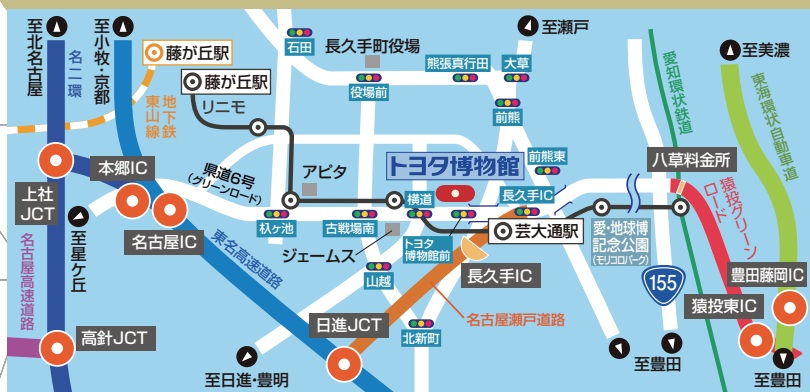 至北名古屋
名二環
至小牧・京都
藤が丘駅
地下鉄
東山線
藤が丘駅
リニモ
石田
長久手町役場
役場前
熊張真行田
大草
前熊
至瀬戸
前熊東
愛知環状鉄道
至美濃
東海環状自動車道
本郷IC
上社
JCT
県道6号
(グリーンロード)
アピタ
トヨタ博物館
長久手IC
八草料金所
猿投グリーン
ロード
名古屋IC
至星ヶ丘
杁ヶ池
古戦場南
横道
トヨタ
博物館前
芸大通駅
愛・地球博
記念公園
(モリコロパーク)
ジェームス
山越
長久手IC
155
豊田藤岡IC
猿投東IC
名古屋高速道路
東名高速道路
高針JCT
日進JCT
名古屋瀬戸道路
北新町
至日進・豊明
至豊田
至豊田